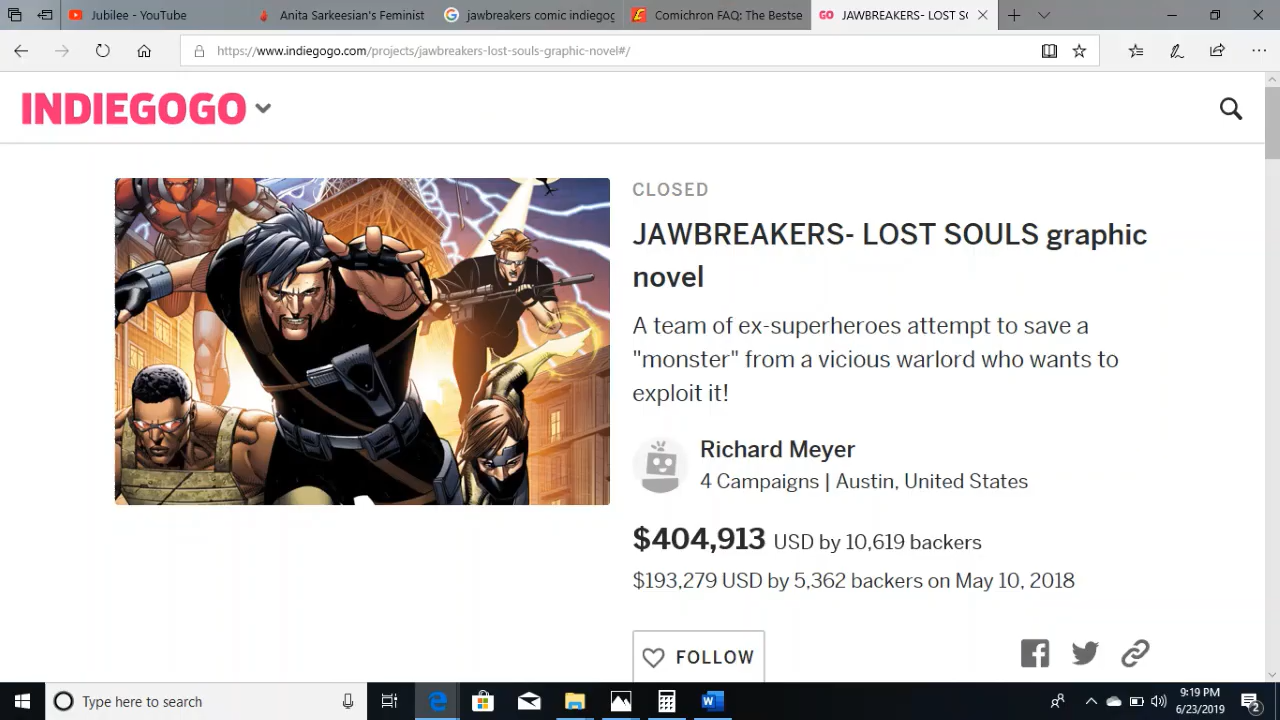 Jubilee - YouTube
Anita Sarkeesian's Feminist
jawbreakers comic indiegog
Comichron FAQ: The Bestse
GO JAWBREAKERS- LOST SO
https://www.indiegogo.com/projects/jawbreakers-lost-souls-graphic-novel#/
INDIEGOGO
CLOSED
JAWBREAKERS- LOST SOULS graphic
novel
A team of ex-superheroes attempt to save a
"monster" from a vicious warlord who wants to
exploit it!
Richard Meyer
4 Campaigns | Austin, United States
$404,913 USD by 10,619 backers
$193,279 USD by 5,362 backers on May 10, 2018
FOLLOW
Type here to search
9:19 PM
6/23/2019
2